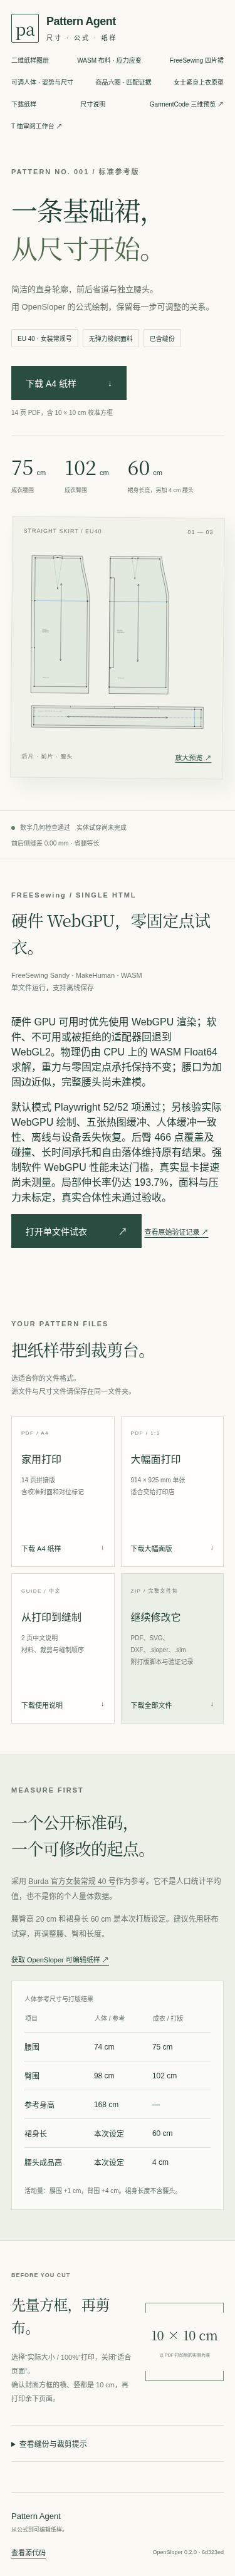 pa
Pattern Agent
尺寸 · 公式 · 纸样
二维纸样图册
WASM 布料 · 应力应变
FreeSewing 四片裙
可调人体 · 姿势与尺寸
商品六图 · 匹配证据
女士紧身上衣原型
下载纸样
尺寸说明
GarmentCode 三维预览 ↗
T 恤审阅工作台 ↗
PATTERN NO. 001 / 标准参考版
一条基础裙，
从尺寸开始。
简洁的直身轮廓，前后省道与独立腰头。
用 OpenSloper 的公式绘制，保留每一步可调整的关系。
EU 40 · 女装常规号
无弹力梭织面料
已含缝份
下载 A4 纸样 ↓
14 页 PDF，含 10 × 10 cm 校准方框
75 cm
102 cm
60 cm
成衣腰围
成衣臀围
裙身长度，另加 4 cm 腰头
STRAIGHT SKIRT / EU40
01 — 03
后片 · 前片 · 腰头
放大预览 ↗
数字几何检查通过 实体试穿尚未完成
前后侧缝差 0.00 mm · 省腿等长
FREESewing / SINGLE HTML
硬件 WebGPU，零固定点试
衣。
FreeSewing Sandy · MakeHuman · WASM
单文件运行，支持离线保存
硬件 GPU 可用时优先使用 WebGPU 渲染；软
件、不可用或被拒绝的适配器回退到
WebGL2。物理仍由 CPU 上的 WASM Float64
求解，重力与零固定点承托保持不变；腰口为加
固边近似，完整腰头尚未建模。
默认模式 Playwright 52/52 项通过；另核验实际
WebGPU 绘制、五张热图缓冲、人体缓冲一致
性、离线与设备丢失恢复。后臀 466 点覆盖及
碰撞、长时间承托和自由落体维持原有结果。强
制软件 WebGPU 性能未达门槛，真实显卡提速
尚未测量。局部伸长率仍达 193.7%，面料与压
力未标定，真实合体性未通过验收。
打开单文件试衣 ↗
查看原始验证记录 ↗
YOUR PATTERN FILES
把纸样带到裁剪台。
选适合你的文件格式。
源文件与尺寸文件请保存在同一文件夹。
PDF / A4
家用打印
14 页拼接版
含校准方框和对位标记
下载 A4 纸样 ↓
PDF / 1:1
大幅面打印
914 × 925 mm 单张
适合交给打印店
下载大幅面版 ↓
GUIDE / 中文
从打印到缝制
2 页中文说明
材料、裁剪与缝制顺序
下载使用说明 ↓
ZIP / 完整文件包
继续修改它
PDF、SVG、
DXF、.sloper、.slm
附打版脚本与验证记录
下载全部文件 ↓
MEASURE FIRST
一个公开标准码，
一个可修改的起点。
采用 Burda 官方女装常规 40 号作为参考。它不是人口统计平均
值，也不是你的个人量体数据。
腰臀高 20 cm 和裙身长 60 cm 是本次打版设定。建议先用胚布
试穿，再调整腰、臀和长度。
获取 OpenSloper 可编辑纸样 ↗
人体参考尺寸与打版结果
项目
人体 / 参考
成衣 / 打版
腰围
74 cm
75 cm
臀围
98 cm
102 cm
参考身高
168 cm
—
裙身长
本次设定
60 cm
腰头成品高
本次设定
4 cm
活动量：腰围 +1 cm，臀围 +4 cm。裙身长度不含腰头。
BEFORE YOU CUT
先量方框，再剪
布。
选择“实际大小 / 100%”打印，关闭“适合
页面”。
确认封面方框的横、竖都是 10 cm，再
打印余下页面。
10 × 10 cm
以 PDF 打印后的实测为准
▶ 查看缝份与裁剪提示
Pattern Agent
从公式到可编辑纸样。
查看源代码
OpenSloper 0.2.0 · 6d323ed